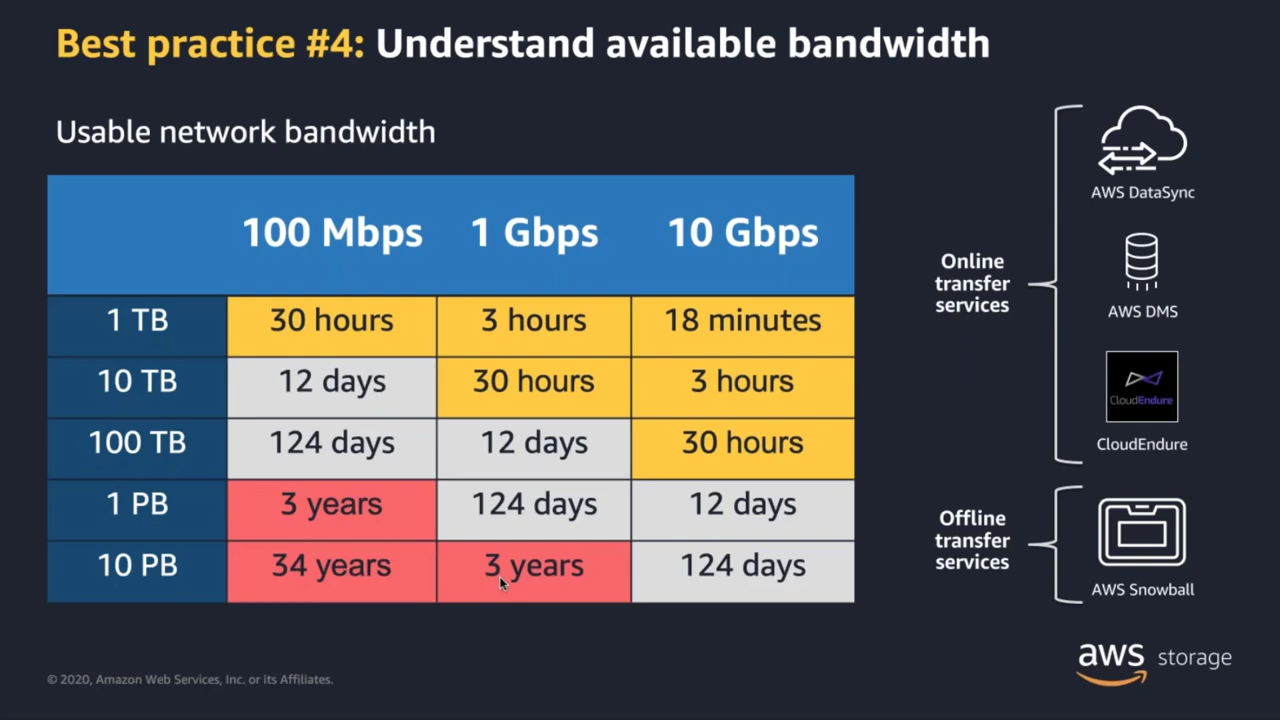 Best practice #4: Understand available bandwidth
Usable network bandwidth
100 Mbps 1 Gbps 10 Gbps
1 TB 30 hours 3 hours 18 minutes
10 TB 12 days 30 hours 3 hours
100 TB 124 days 12 days 30 hours
1 PB 3 years 124 days 12 days
10 PB 34 years 3 years 124 days
Online
transfer
services
AWS DataSync
AWS DMS
CloudEndure
CloudEndure
Offline
transfer
services
AWS Snowball
aws storage
© 2020, Amazon Web Services, Inc. or its Affiliates.